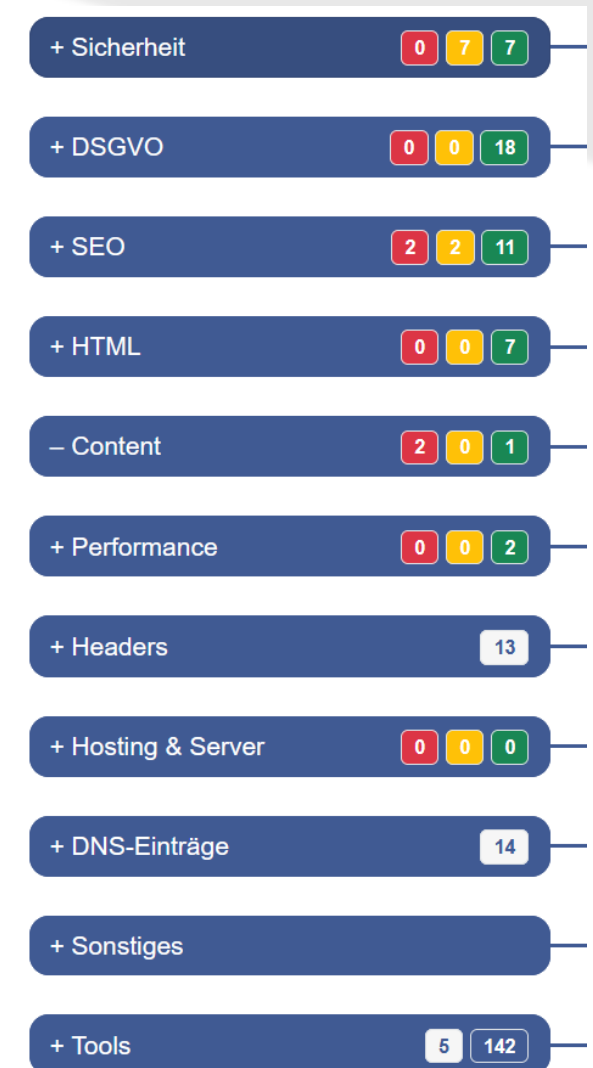 + Sicherheit 0 7 7
+ DSGVO 0 0 18
+ SEO 2 2 11
+ HTML 0 0 7
– Content 2 0 1
+ Performance 0 0 2
+ Headers 13
+ Hosting & Server 0 0 0
+ DNS-Einträge 14
+ Sonstiges
+ Tools 5 142